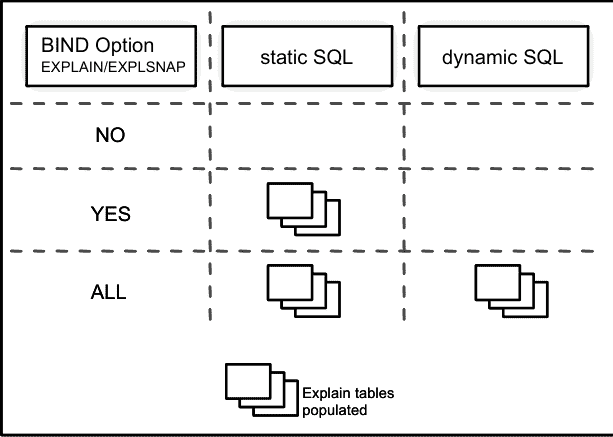 BIND Option
EXPLAIN/EXPLSNAP
static SQL
dynamic SQL
NO
YES
ALL
Explain tables
populated